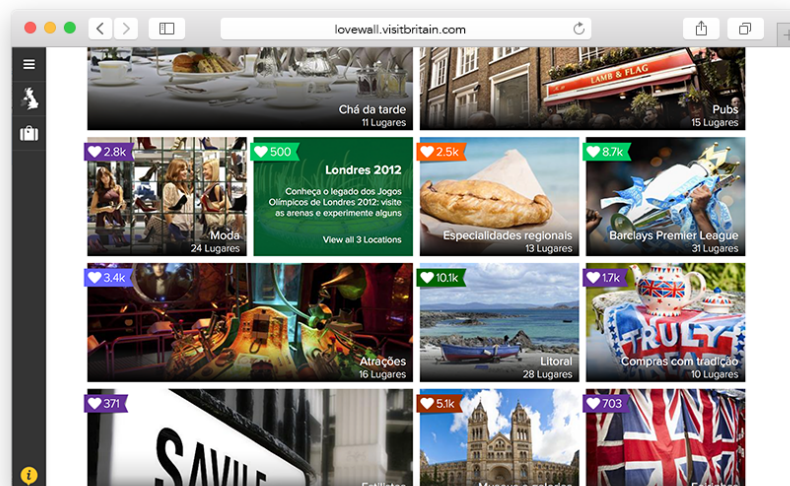 lovewall.visitbritain.com
LAMB & FLAG
Chá da tarde
11 Lugares
Pubs
15 Lugares
2.8k
Moda
24 Lugares
500
Londres 2012
Conheça o legado dos Jogos
Olímpicos de Londres 2012: visite
as arenas e experimente alguns
View all 3 Locations
2.5k
Especialidades regionais
13 Lugares
8.7k
Barclays Premier League
31 Lugares
3.4k
Atrações
16 Lugares
10.1k
Litoral
28 Lugares
1.7k
TRULY
Compras com tradição
10 Lugares
371
SAVILE
5.1k
Museus e galerias
703